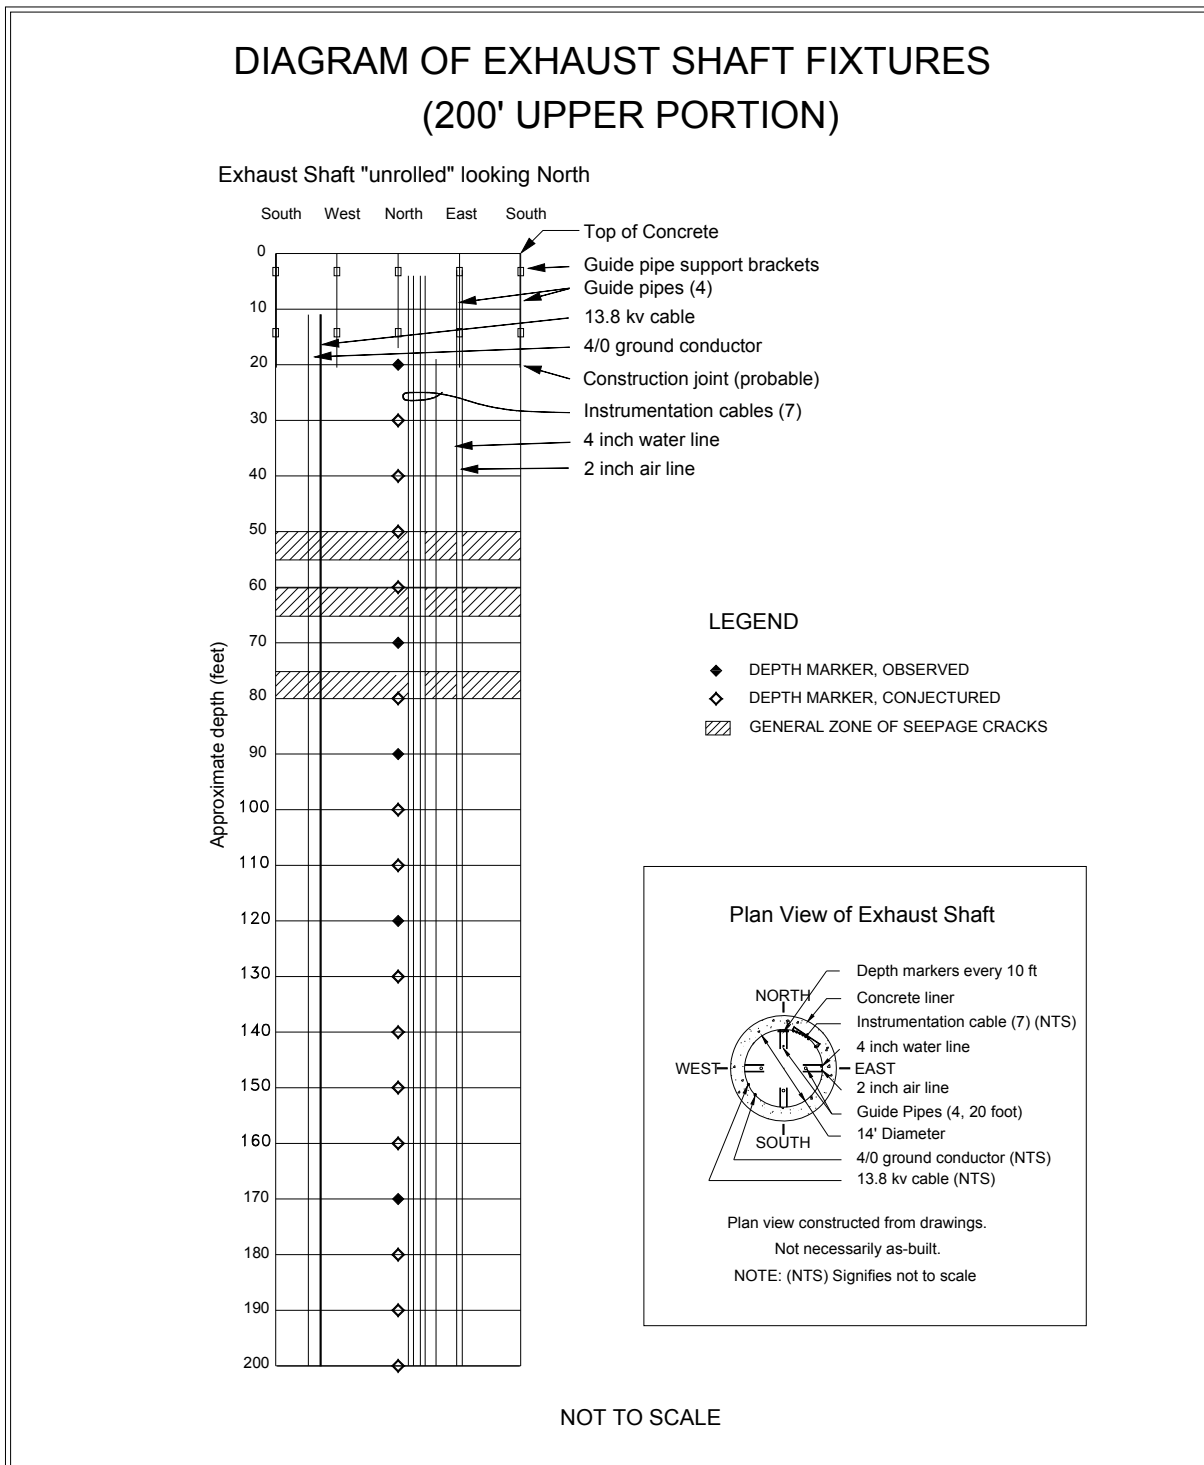 DIAGRAM OF EXHAUST SHAFT FIXTURES
(200' UPPER PORTION)
Exhaust Shaft "unrolled" looking North
South West North East South
Top of Concrete
Guide pipe support brackets
Guide pipes (4)
13.8 kv cable
4/0 ground conductor
Construction joint (probable)
Instrumentation cables (7)
4 inch water line
2 inch air line
Approximate depth (feet)
0
10
20
30
40
50
60
70
80
90
100
110
120
130
140
150
160
170
180
190
200
LEGEND
DEPTH MARKER, OBSERVED
DEPTH MARKER, CONJECTURED
GENERAL ZONE OF SEEPAGE CRACKS
Plan View of Exhaust Shaft
NORTH
WEST
EAST
SOUTH
Depth markers every 10 ft
Concrete liner
Instrumentation cable (7) (NTS)
4 inch water line
2 inch air line
Guide Pipes (4, 20 foot)
14' Diameter
4/0 ground conductor (NTS)
13.8 kv cable (NTS)
Plan view constructed from drawings.
Not necessarily as-built.
NOTE: (NTS) Signifies not to scale
NOT TO SCALE